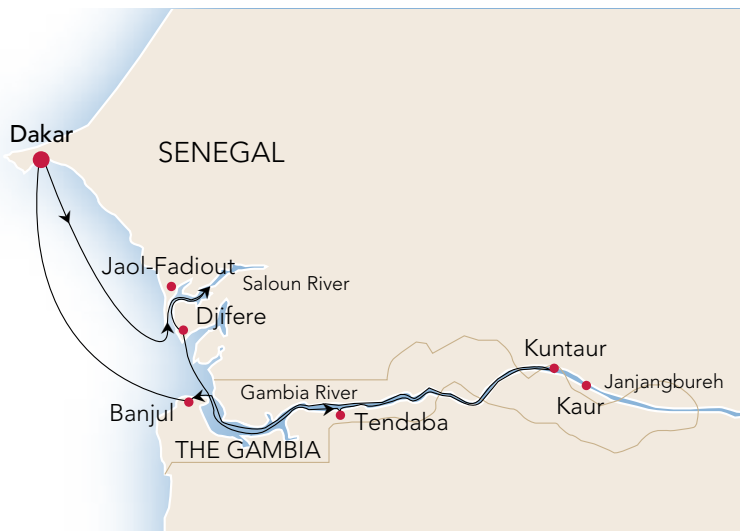 Dakar
SENEGAL
Jaol-Fadiout
Saloun River
Djifere
Kuntaur
Gambia River
Janjangbureh
Banjul
Kaur
Tendaba
THE GAMBIA